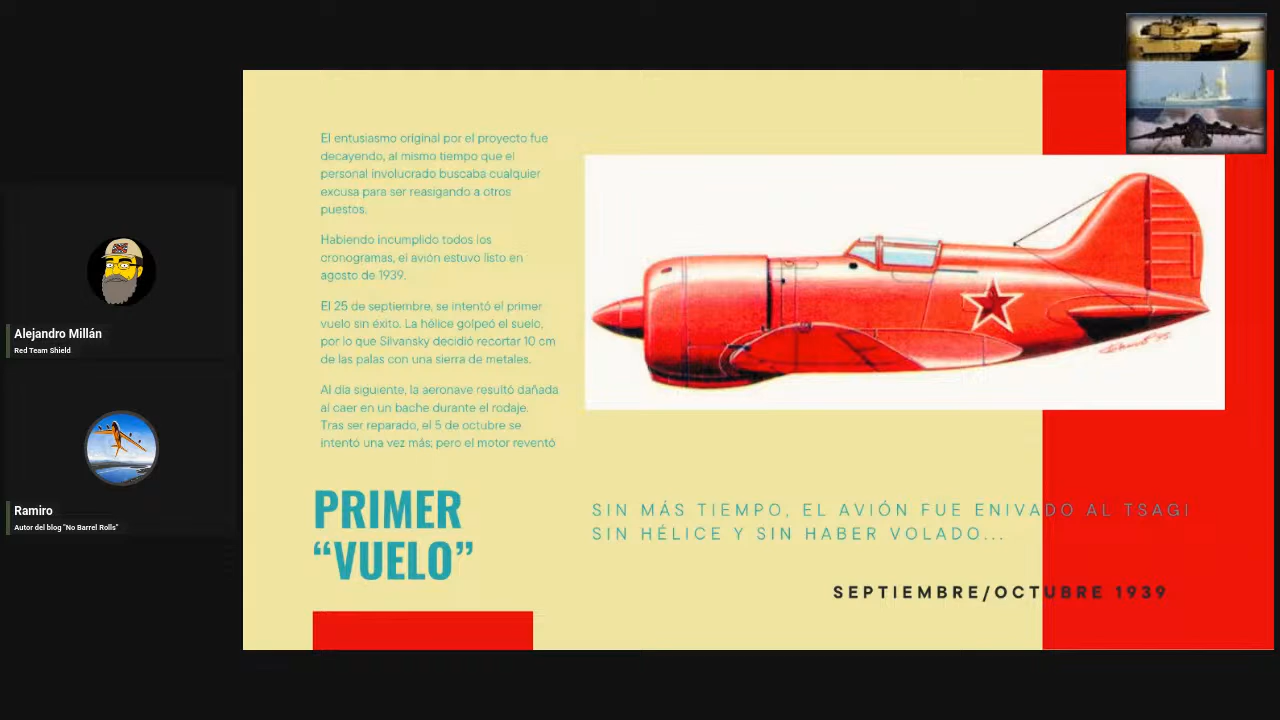 El entusiasmo original por el proyecto fue
decayendo, al mismo tiempo que el
personal involucrado buscaba cualquier
excusa para ser reasigando a otros
puestos.
Habiendo incumplido todos los
cronogramas, el avión estuvo listo en
agosto de 1939.
El 25 de septiembre, se intentó el primer
vuelo sin éxito. La hélice golpeó el suelo,
por lo que Silvansky decidió recortar 10 cm
de las palas con una sierra de metales.
Al día siguiente, la aeronave resultó dañada
al caer en un bache durante el rodaje.
Tras ser reparado, el 5 de octubre se
intentó una vez más; pero el motor reventó
PRIMER
“VUELO”
SIN MÁS TIEMPO, EL AVIÓN FUE ENIVADO AL TSAGI
SIN HÉLICE Y SIN HABER VOLADO...
SEPTIEMBRE/OCTUBRE 1939
Alejandro Millán
Red Team Shield
Ramiro
Autor del blog "No Barrel Rolls"